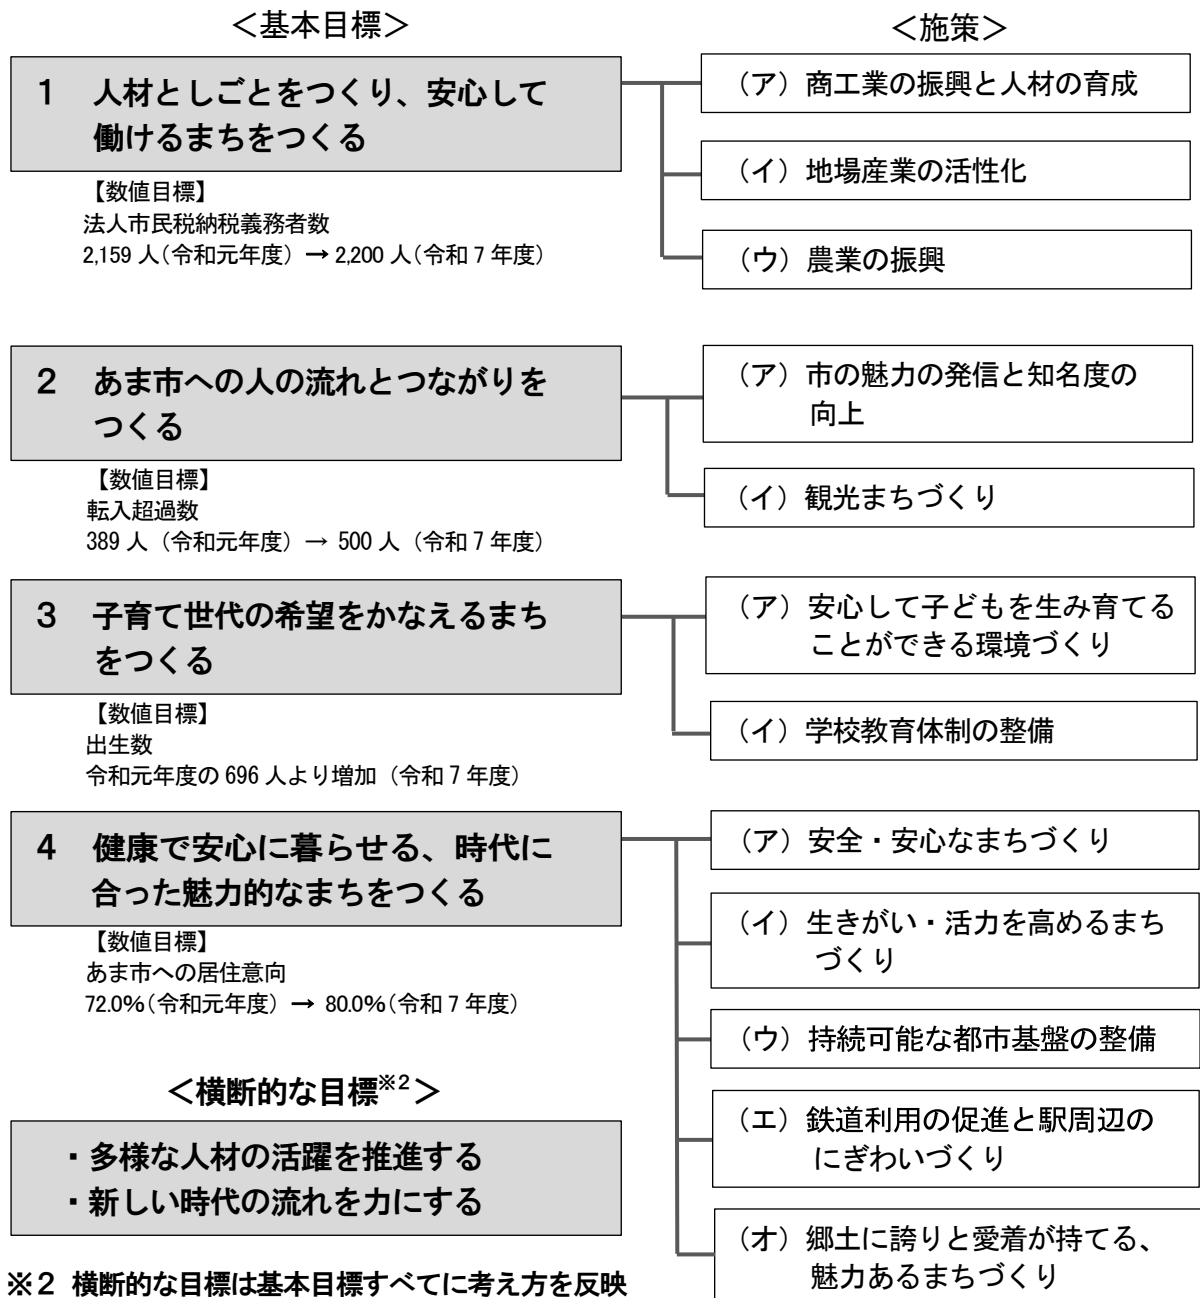 ＜基本目標＞
＜施策＞
１　人材としごとをつくり、安心して
働けるまちをつくる
【数値目標】
法人市民税納税義務者数
2,159人（令和元年度）→ 2,200人（令和７年度）
（ア）商工業の振興と人材の育成
（イ）地場産業の活性化
（ウ）農業の振興
２　あま市への人の流れとつながりを
つくる
【数値目標】
転入超過数
389人（令和元年度）→ 500人（令和７年度）
（ア）市の魅力の発信と知名度の
向上
（イ）観光まちづくり
３　子育て世代の希望をかなえるまち
をつくる
【数値目標】
出生数
令和元年度の696人より増加（令和７年度）
（ア）安心して子どもを生み育てる
ことができる環境づくり
（イ）学校教育体制の整備
４　健康で安心に暮らせる、時代に
合った魅力的なまちをつくる
【数値目標】
あま市への居住意向
72.0%（令和元年度）→ 80.0%（令和７年度）
（ア）安全・安心なまちづくり
（イ）生きがい・活力を高めるまち
づくり
（ウ）持続可能な都市基盤の整備
（エ）鉄道利用の促進と駅周辺の
にぎわいづくり
（オ）郷土に誇りと愛着が持てる、
魅力あるまちづくり
＜横断的な目標※2＞
・多様な人材の活躍を推進する
・新しい時代の流れを力にする
※２ 横断的な目標は基本目標すべてに考え方を反映